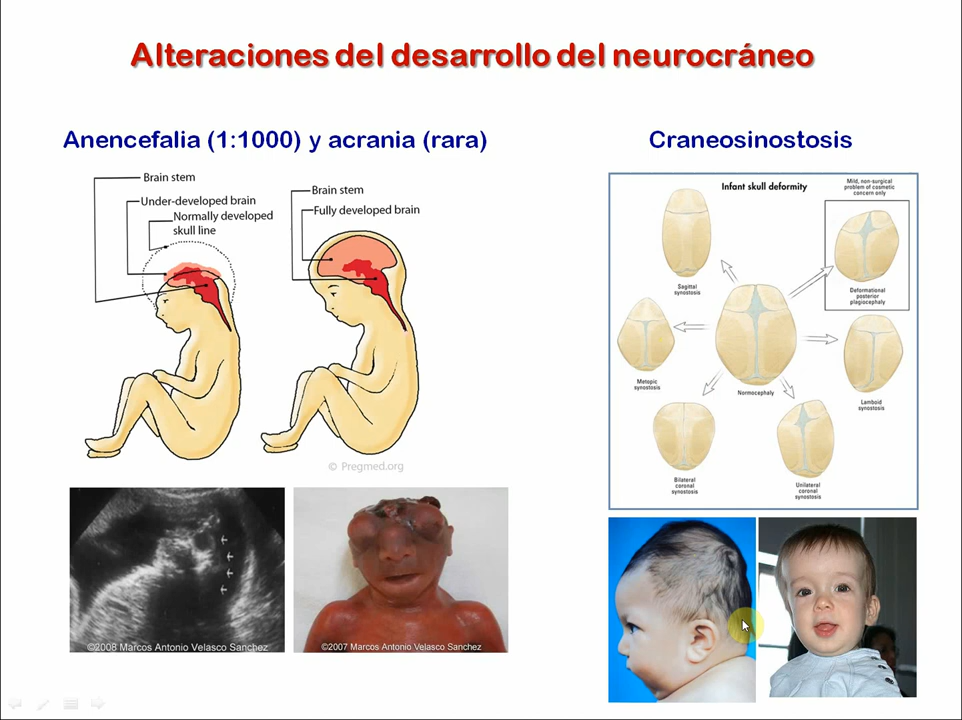 Alteraciones del desarrollo del neurocráneo
Anencefalia (1:1000) y acrania (rara)
Brain stem
Under-developed brain
Normally developed
skull line
Brain stem
Fully developed brain
© Pregmed.org
©2008 Marcos Antonio Velasco Sanchez
©2007 Marcos Antonio Velasco Sanchez
Craneosinostosis
Infant skull deformity
Mild, non-surgical
problem of cosmetic
concern only
Sagittal
synostosis
Deformational
posterior
plagiocephaly
Metopic
synostosis
Normocephaly
Lamboid
synostosis
Bilateral
coronal
synostosis
Unilateral
coronal
synostosis